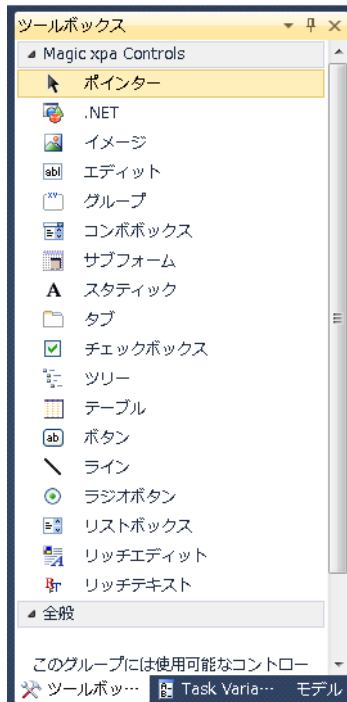 ツールボックス
Magic xpa Controls
ポインター
.NET
イメージ
abl エディット
XY グループ
コンボボックス
サブフォーム
A スタティック
タブ
チェックボックス
ツリー
テーブル
ab ボタン
ライン
ラジオボタン
リストボックス
リッチエディット
リッチテキスト
全般
このグループには使用可能なコントロー
ツールボッ… Task Varia… モデル